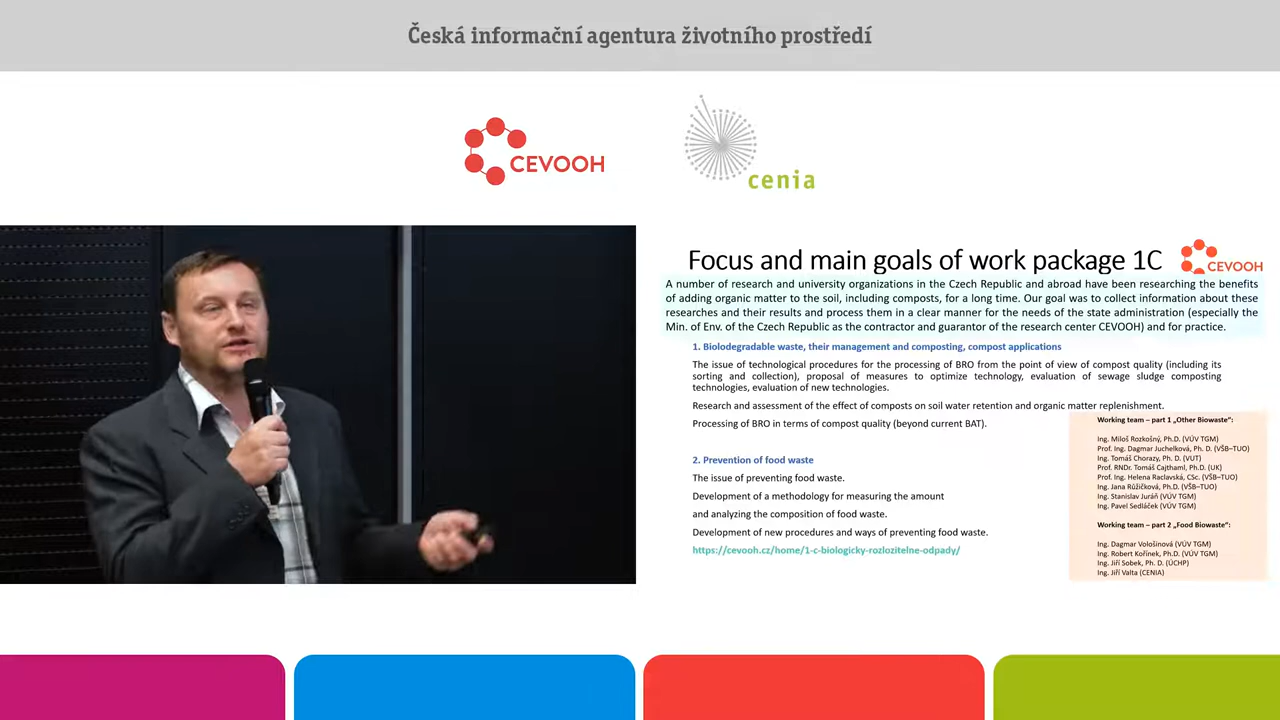 Česká informační agentura životního prostředí
CEVOOH
cenia
Focus and main goals of work package 1C
CEVOOH
A number of research and university organizations in the Czech Republic and abroad have been researching the benefits
of adding organic matter to the soil, including composts, for a long time. Our goal was to collect information about these
researches and their results and process them in a clear manner for the needs of the state administration (especially the
Min. of Env. of the Czech Republic as the contractor and guarantor of the research center CEVOOH) and for practice.
1. Biolodegradable waste, their management and composting, compost applications
The issue of technological procedures for the processing of BRO from the point of view of compost quality (including its
sorting and collection), proposal of measures to optimize technology, evaluation of sewage sludge composting
technologies, evaluation of new technologies.
Research and assessment of the effect of composts on soil water retention and organic matter replenishment.
Processing of BRO in terms of compost quality (beyond current BAT).
2. Prevention of food waste
The issue of preventing food waste.
Development of a methodology for measuring the amount
and analyzing the composition of food waste.
Development of new procedures and ways of preventing food waste.
https://cevooh.cz/home/1-c-biologicky-rozlozitelne-odpady/
Working team – part 1 „Other Biowaste“:
Ing. Miloš Rozkošný, Ph.D. (VÚV TGM)
Prof. Ing. Dagmar Juchelková, Ph. D. (VŠB–TUO)
Ing. Tomáš Chorazy, Ph. D. (VUT)
Prof. RNDr. Tomáš Cajthaml, Ph.D. (UK)
Prof. Ing. Helena Raclavská, CSc. (VŠB–TUO)
Ing. Jana Růžičková, Ph.D. (VŠB–TUO)
Ing. Stanislav Juráň (VÚV TGM)
Ing. Pavel Sedláček (VÚV TGM)
Working team – part 2 „Food Biowaste“:
Ing. Dagmar Vološinová (VÚV TGM)
Ing. Robert Kořínek, Ph.D. (VÚV TGM)
Ing. Jiří Sobek, Ph. D. (ÚCHP)
Ing. Jiří Valta (CENIA)